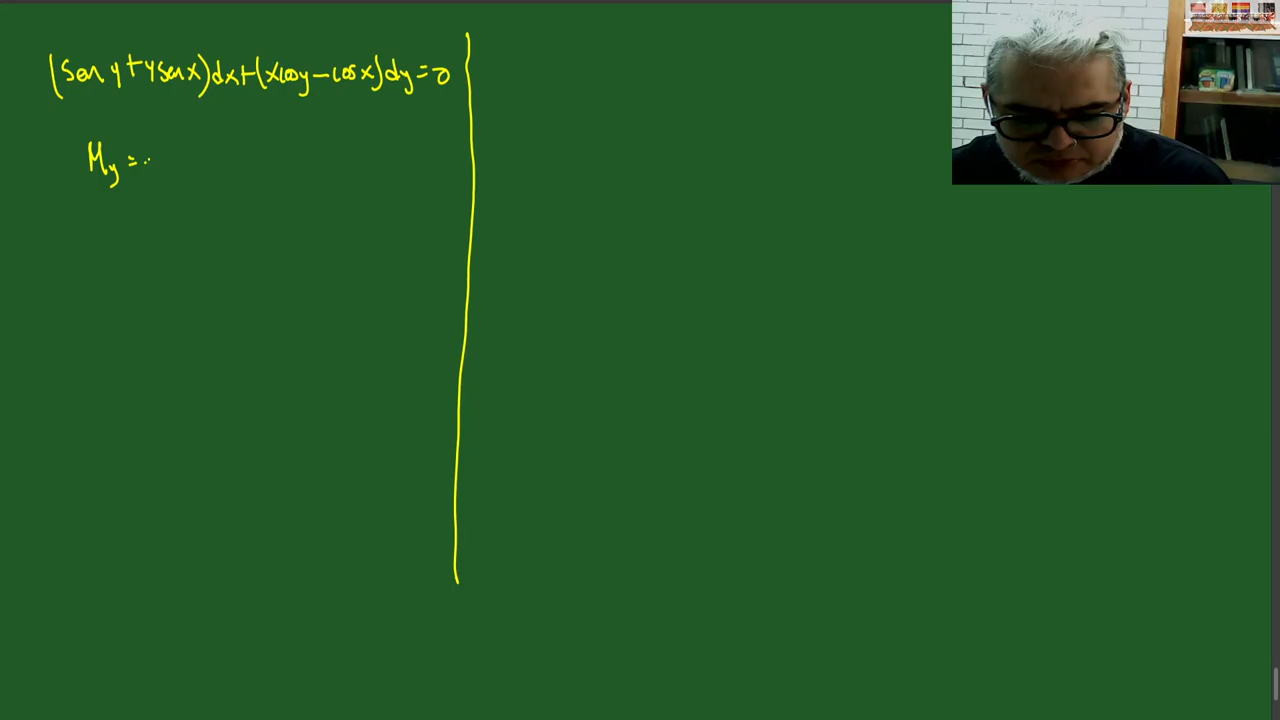 (Sen y + y sen x) dx + (x cos y - cos x) dy = 0
My =